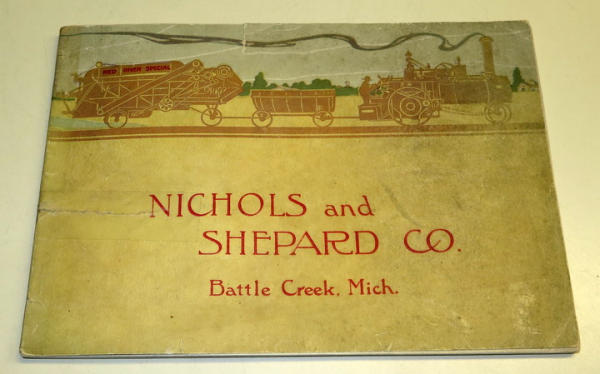 RED RIVER SPECIAL
NICHOLS and
SHEPARD CO.
Battle Creek, Mich.